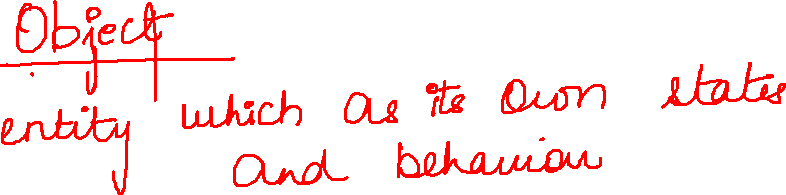 Object
entity which as its own states
and behaviour